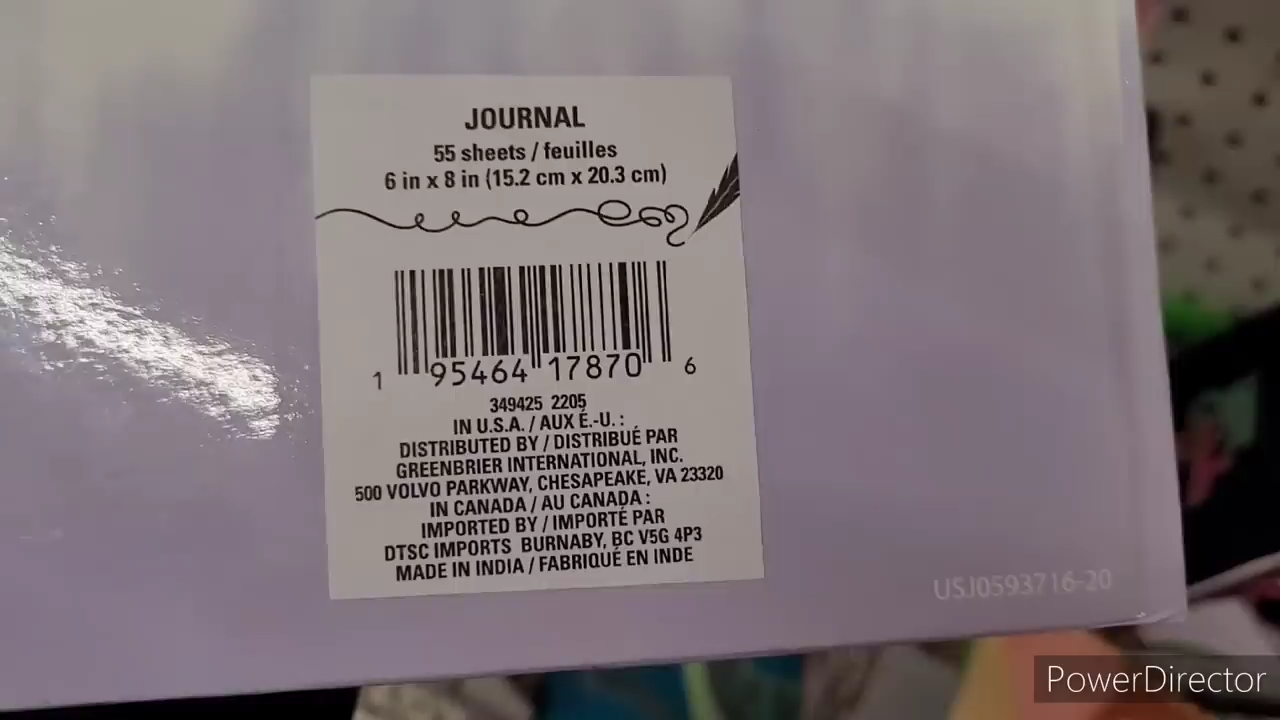 JOURNAL
55 sheets / feuilles
6 in x 8 in (15.2 cm x 20.3 cm)
1 95464 17870 6
349425 2205
IN U.S.A. / AUX É.-U. :
DISTRIBUTED BY / DISTRIBUÉ PAR
GREENBRIER INTERNATIONAL, INC.
500 VOLVO PARKWAY, CHESAPEAKE, VA 23320
IN CANADA / AU CANADA :
IMPORTED BY / IMPORTÉ PAR
DTSC IMPORTS BURNABY, BC V5G 4P3
MADE IN INDIA / FABRIQUÉ EN INDE
USJ0593716-20
PowerDirector